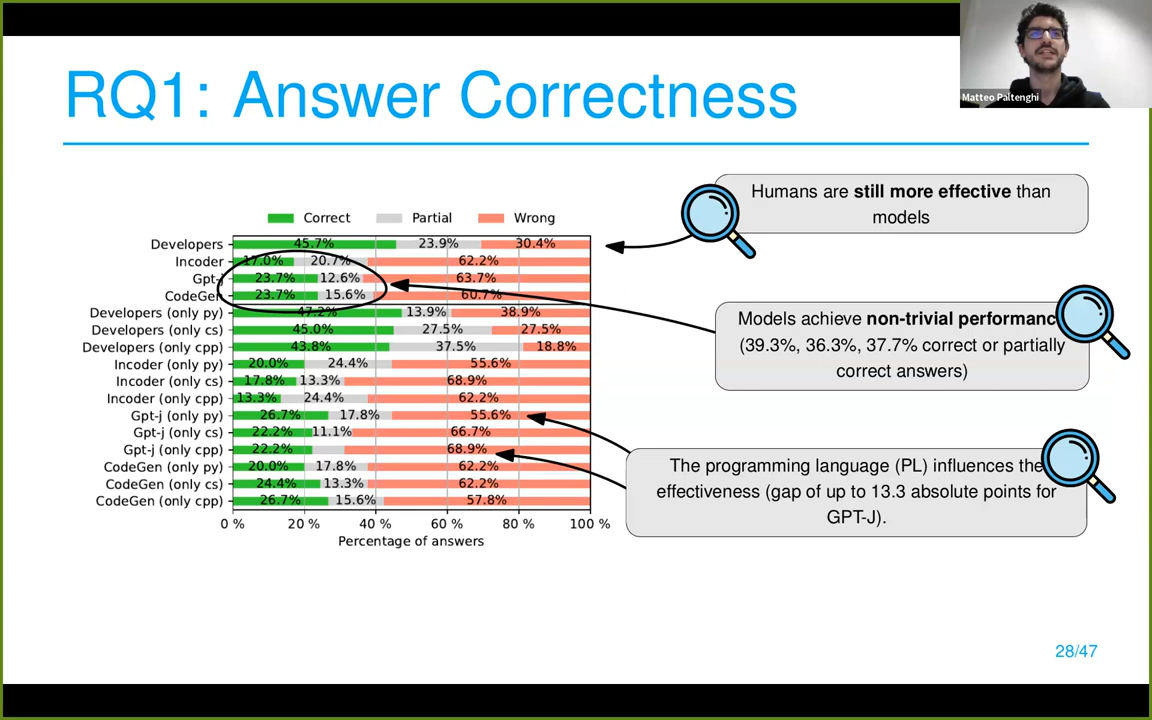 Matteo Paltenghi
RQ1: Answer Correctness
Humans are still more effective than
models
Correct Partial Wrong
Developers 45.7% 23.9% 30.4%
Incoder 17.0% 20.7% 62.2%
Gpt-j 23.7% 12.6% 63.7%
CodeGen 23.7% 15.6% 60.7%
Developers (only py) 47.2% 13.9% 38.9%
Developers (only cs) 45.0% 27.5% 27.5%
Developers (only cpp) 43.8% 37.5% 18.8%
Incoder (only py) 20.0% 24.4% 55.6%
Incoder (only cs) 17.8% 13.3% 68.9%
Incoder (only cpp) 13.3% 24.4% 62.2%
Gpt-j (only py) 26.7% 17.8% 55.6%
Gpt-j (only cs) 22.2% 11.1% 66.7%
Gpt-j (only cpp) 22.2% 68.9%
CodeGen (only py) 20.0% 17.8% 62.2%
CodeGen (only cs) 24.4% 13.3% 62.2%
CodeGen (only cpp) 26.7% 15.6% 57.8%
0 % 20 % 40 % 60 % 80 % 100 %
Percentage of answers
Models achieve non-trivial performanc
(39.3%, 36.3%, 37.7% correct or partially
correct answers)
The programming language (PL) influences the
effectiveness (gap of up to 13.3 absolute points for
GPT-J).
28/47